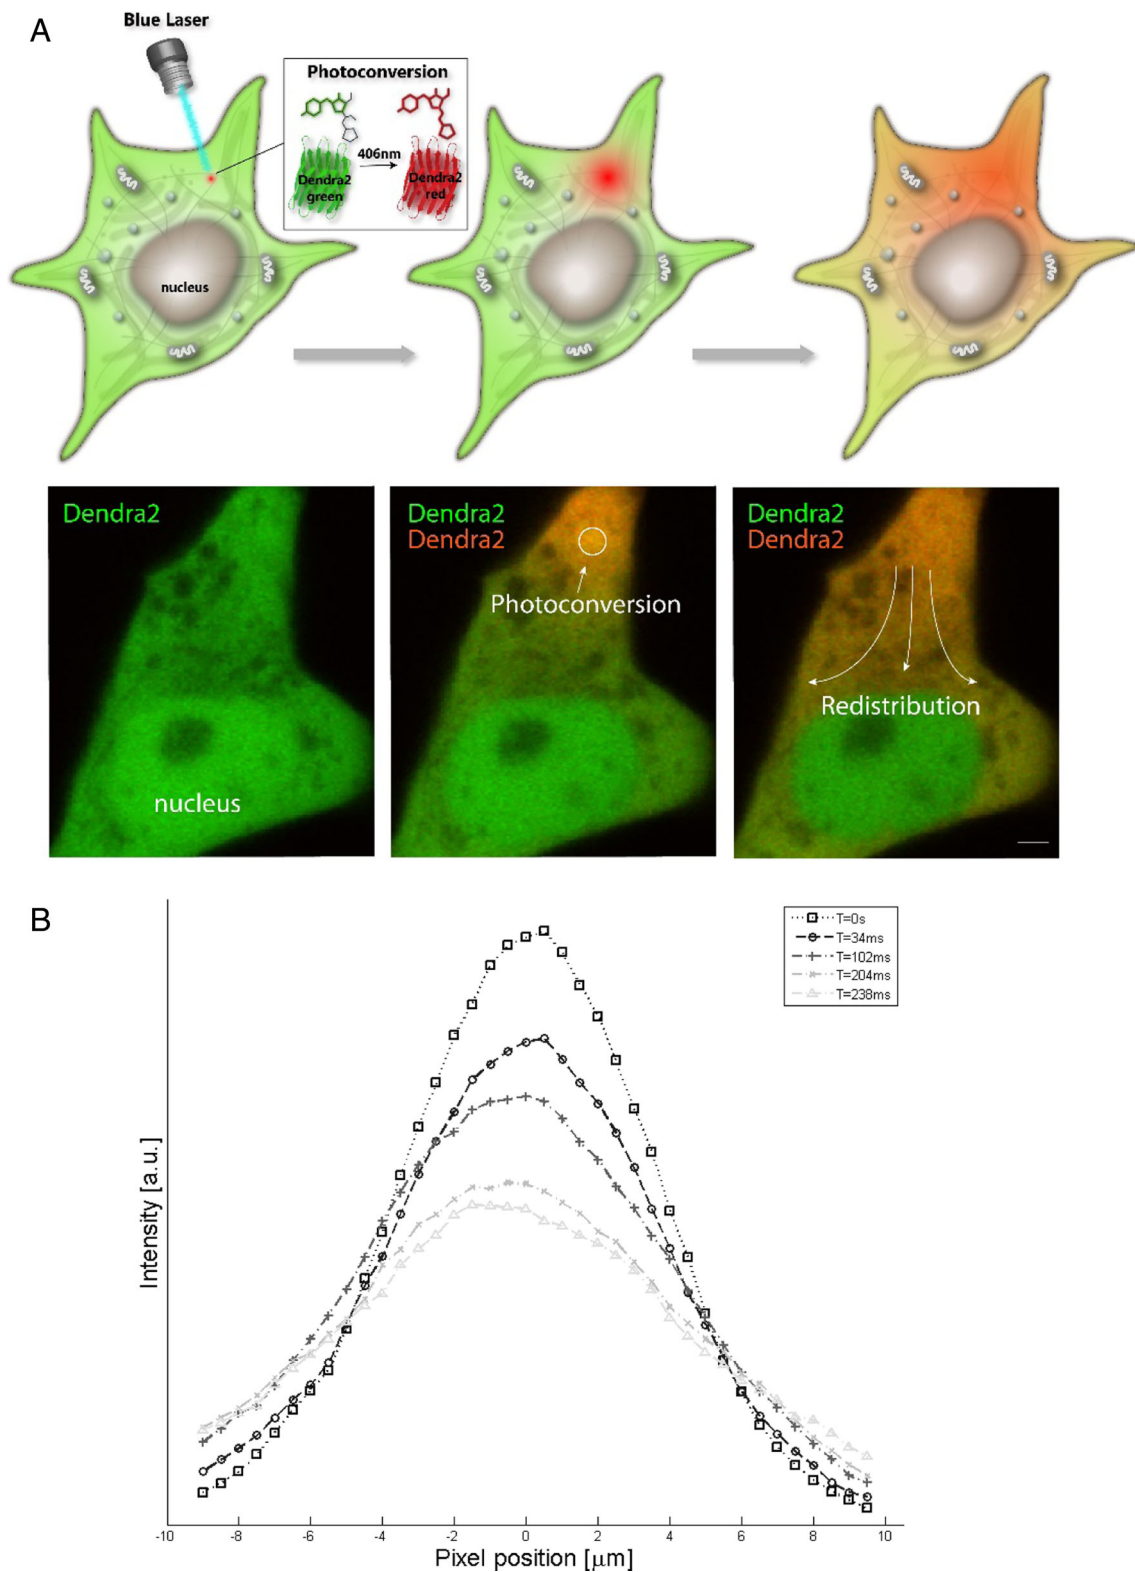 A
Blue Laser
Photoconversion
406nm
Dendra2
green
Dendra2
red
nucleus
Dendra2
nucleus
Dendra2
Dendra2
Photoconversion
Dendra2
Dendra2
Redistribution
B
T=0s
T=34ms
T=102ms
T=204ms
T=238ms
Intensity [a.u.]
-10 -8 -6 -4 -2 0 2 4 6 8 10
Pixel position [μm]